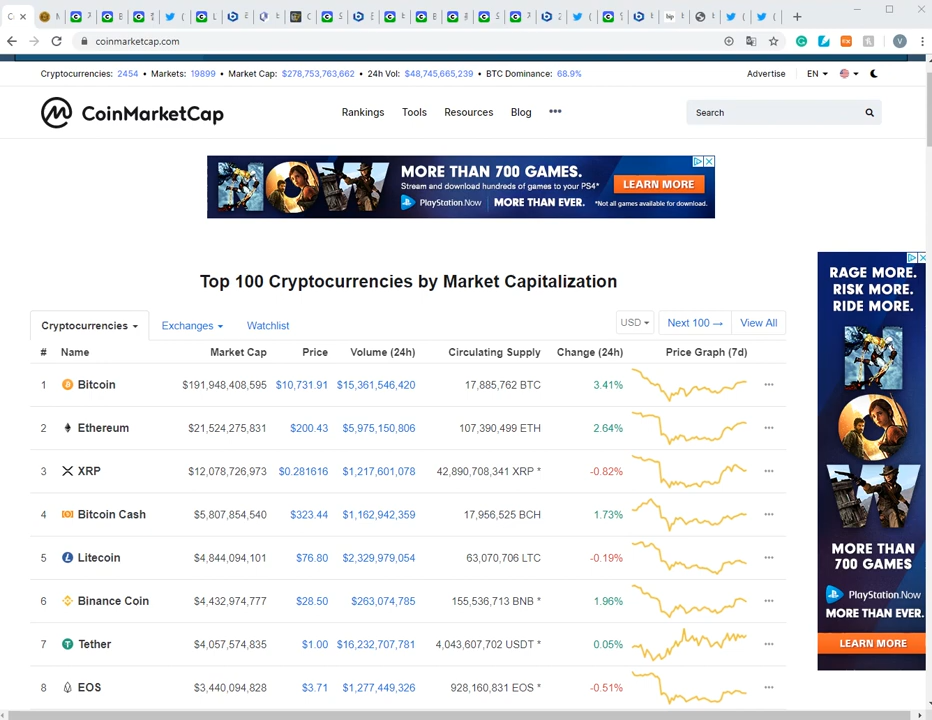 coinmarketcap.com
Cryptocurrencies: 2454 • Markets: 19899 • Market Cap: $278,753,763,662 • 24h Vol: $48,745,665,239 • BTC Dominance: 68.9%
Advertise EN
CoinMarketCap
Rankings Tools Resources Blog •••
Search
MORE THAN 700 GAMES.
Stream and download hundreds of games to your PS4*
PlayStation Now MORE THAN EVER.
LEARN MORE
*Not all games available for download.
Top 100 Cryptocurrencies by Market Capitalization
Cryptocurrencies Exchanges Watchlist USD Next 100 → View All
# Name Market Cap Price Volume (24h) Circulating Supply Change (24h) Price Graph (7d)
1 Bitcoin $191,948,408,595 $10,731.91 $15,361,546,420 17,885,762 BTC 3.41%
2 Ethereum $21,524,275,831 $200.43 $5,975,150,806 107,390,499 ETH 2.64%
3 XRP $12,078,726,973 $0.281616 $1,217,601,078 42,890,708,341 XRP * -0.82%
4 Bitcoin Cash $5,807,854,540 $323.44 $1,162,942,359 17,956,525 BCH 1.73%
5 Litecoin $4,844,094,101 $76.80 $2,329,979,054 63,070,706 LTC -0.19%
6 Binance Coin $4,432,974,777 $28.50 $263,074,785 155,536,713 BNB * 1.96%
7 Tether $4,057,574,835 $1.00 $16,232,707,781 4,043,607,702 USDT * 0.05%
8 EOS $3,440,094,828 $3.71 $1,277,449,326 928,160,831 EOS * -0.51%
RAGE MORE.
RISK MORE.
RIDE MORE.
MORE THAN
700 GAMES
PlayStation Now
MORE THAN EVER.
LEARN MORE